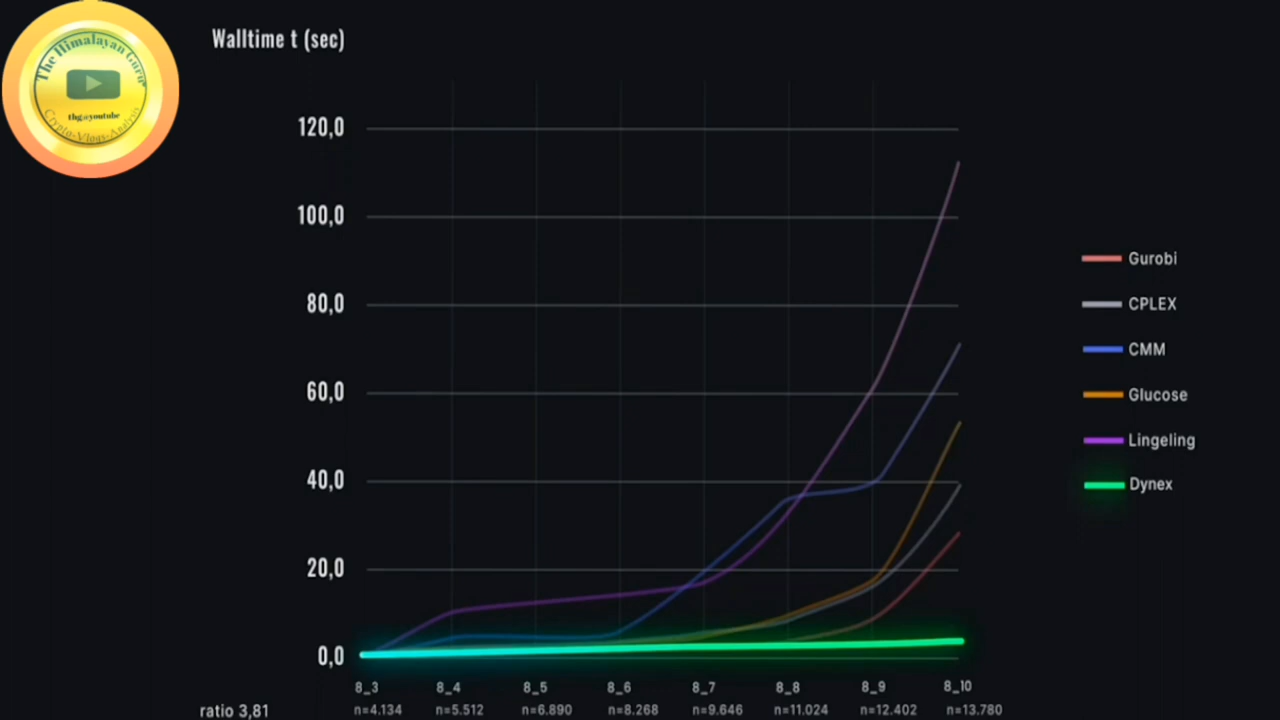 The Himalayan Guru
thg@youtube
Crypto-Vlogs-Analysis
Walltime t (sec)
120,0
100,0
80,0
60,0
40,0
20,0
0,0
Gurobi
CPLEX
CMM
Glucose
Lingeling
Dynex
8_3 8_4 8_5 8_6 8_7 8_8 8_9 8_10
ratio 3,81 n=4.134 n=5.512 n=6.890 n=8.268 n=9.646 n=11.024 n=12.402 n=13.780